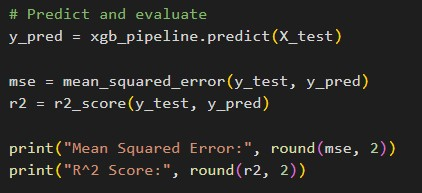 # Predict and evaluate
y_pred = xgb_pipeline.predict(X_test)
mse = mean_squared_error(y_test, y_pred)
r2 = r2_score(y_test, y_pred)
print("Mean Squared Error:", round(mse, 2))
print("R^2 Score:", round(r2, 2))